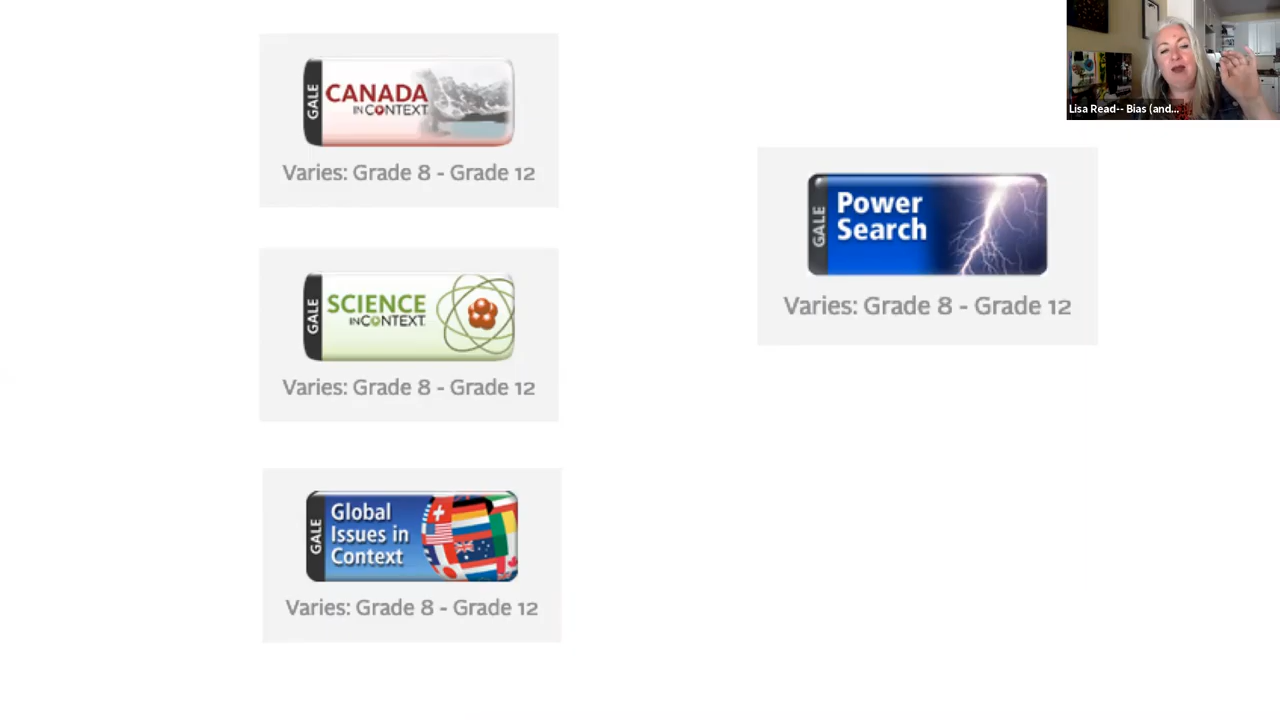 GALE
CANADA
IN CONTEXT
Varies: Grade 8 - Grade 12
GALE
SCIENCE
IN CONTEXT
Varies: Grade 8 - Grade 12
GALE
Global
Issues in
Context
Varies: Grade 8 - Grade 12
GALE
Power
Search
Varies: Grade 8 - Grade 12
Lisa Read-- Bias (and...